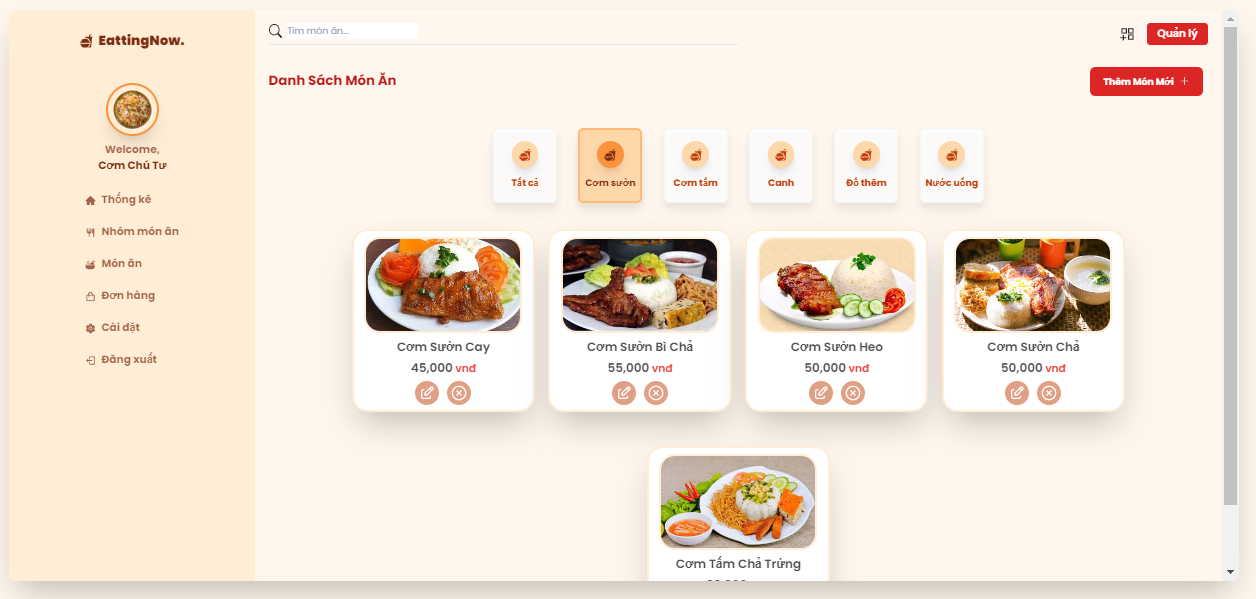 EattingNow.
Welcome,
Cơm Chú Tư
Thống kê
Nhóm món ăn
Món ăn
Đơn hàng
Cài đặt
Đăng xuất
Tìm món ăn...
Quản lý
Danh Sách Món Ăn
Thêm Món Mới +
Tất cả
Cơm sườn
Cơm tấm
Canh
Đồ thêm
Nước uống
Cơm Sườn Cay
45,000 vnđ
Cơm Sườn Bì Chả
55,000 vnđ
Cơm Sườn Heo
50,000 vnđ
Cơm Sườn Chả
50,000 vnđ
Cơm Tấm Chả Trứng